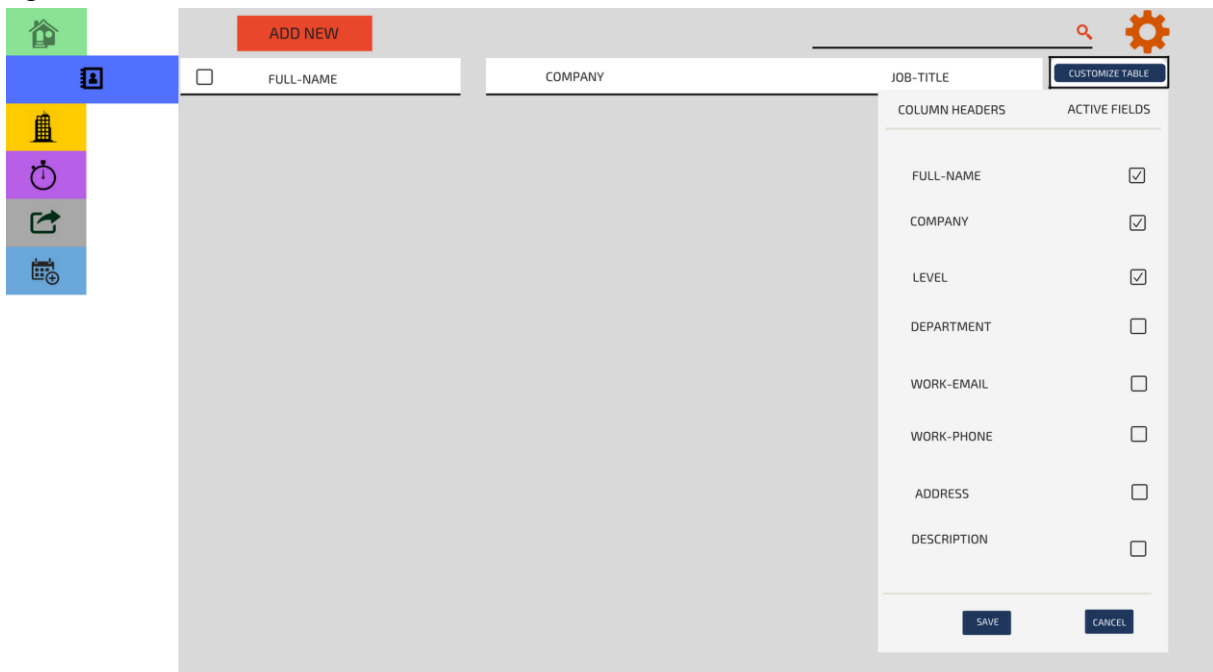 ADD NEW
FULL-NAME COMPANY JOB-TITLE CUSTOMIZE TABLE
COLUMN HEADERS ACTIVE FIELDS
FULL-NAME
COMPANY
LEVEL
DEPARTMENT
WORK-EMAIL
WORK-PHONE
ADDRESS
DESCRIPTION
SAVE CANCEL